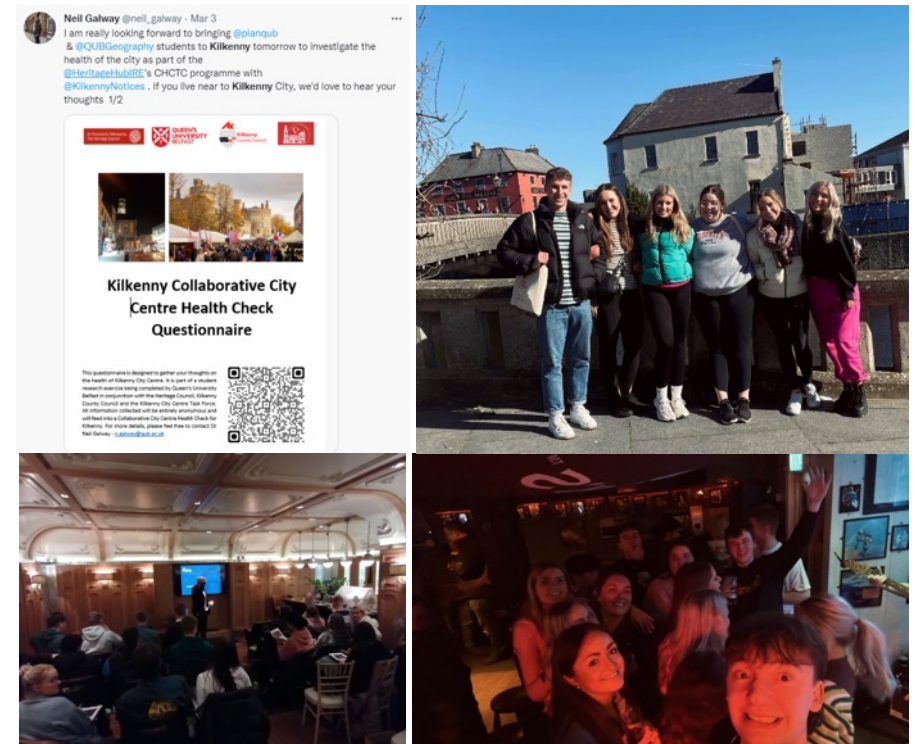 Neil Galway @neil_galway · Mar 3
I am really looking forward to bringing @planqub
& @QUBGeography students to Kilkenny tomorrow to investigate the
health of the city as part of the
@HeritageHubIRE's CHCTC programme with
@KilkennyNotices . If you live near to Kilkenny City, we'd love to hear your
thoughts 1/2
QUEEN'S
UNIVERSITY
BELFAST
Kilkenny
County Council
Kilkenny Collaborative City
Centre Health Check
Questionnaire
This questionnaire is designed to gather your thoughts on
the health of Kilkenny City Centre. It is part of a student
research exercise being completed by Queen's University
Belfast in conjunction with the Heritage Council, Kilkenny
County Council and the Kilkenny City Centre Task Force.
All information collected will be entirely anonymous and
will feed into a Collaborative City Centre Health Check for
Kilkenny. For more details, please feel free to contact Dr
Neil Galway - n.galway@qub.ac.uk